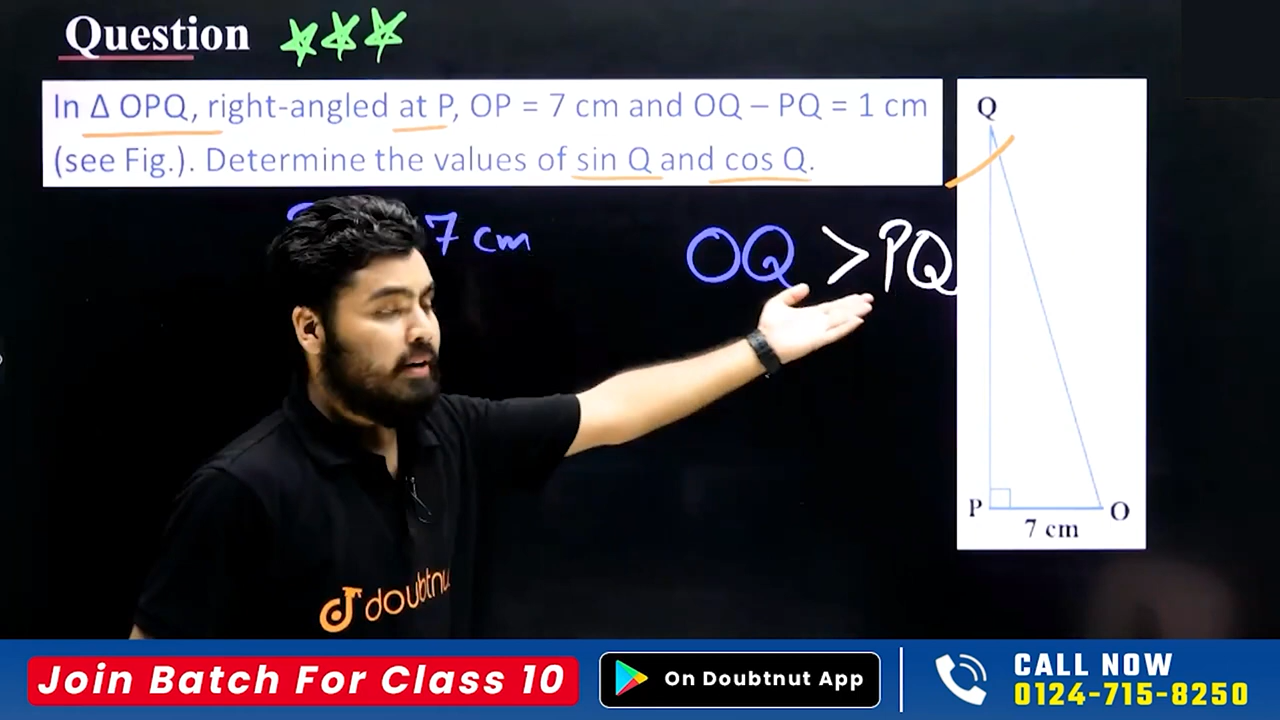 Question
In Δ OPQ, right-angled at P, OP = 7 cm and OQ – PQ = 1 cm
(see Fig.). Determine the values of sin Q and cos Q.
Q
7 cm
OQ > PQ
P
O
7 cm
doubtnu
Join Batch For Class 10
On Doubtnut App
CALL NOW
0124-715-8250